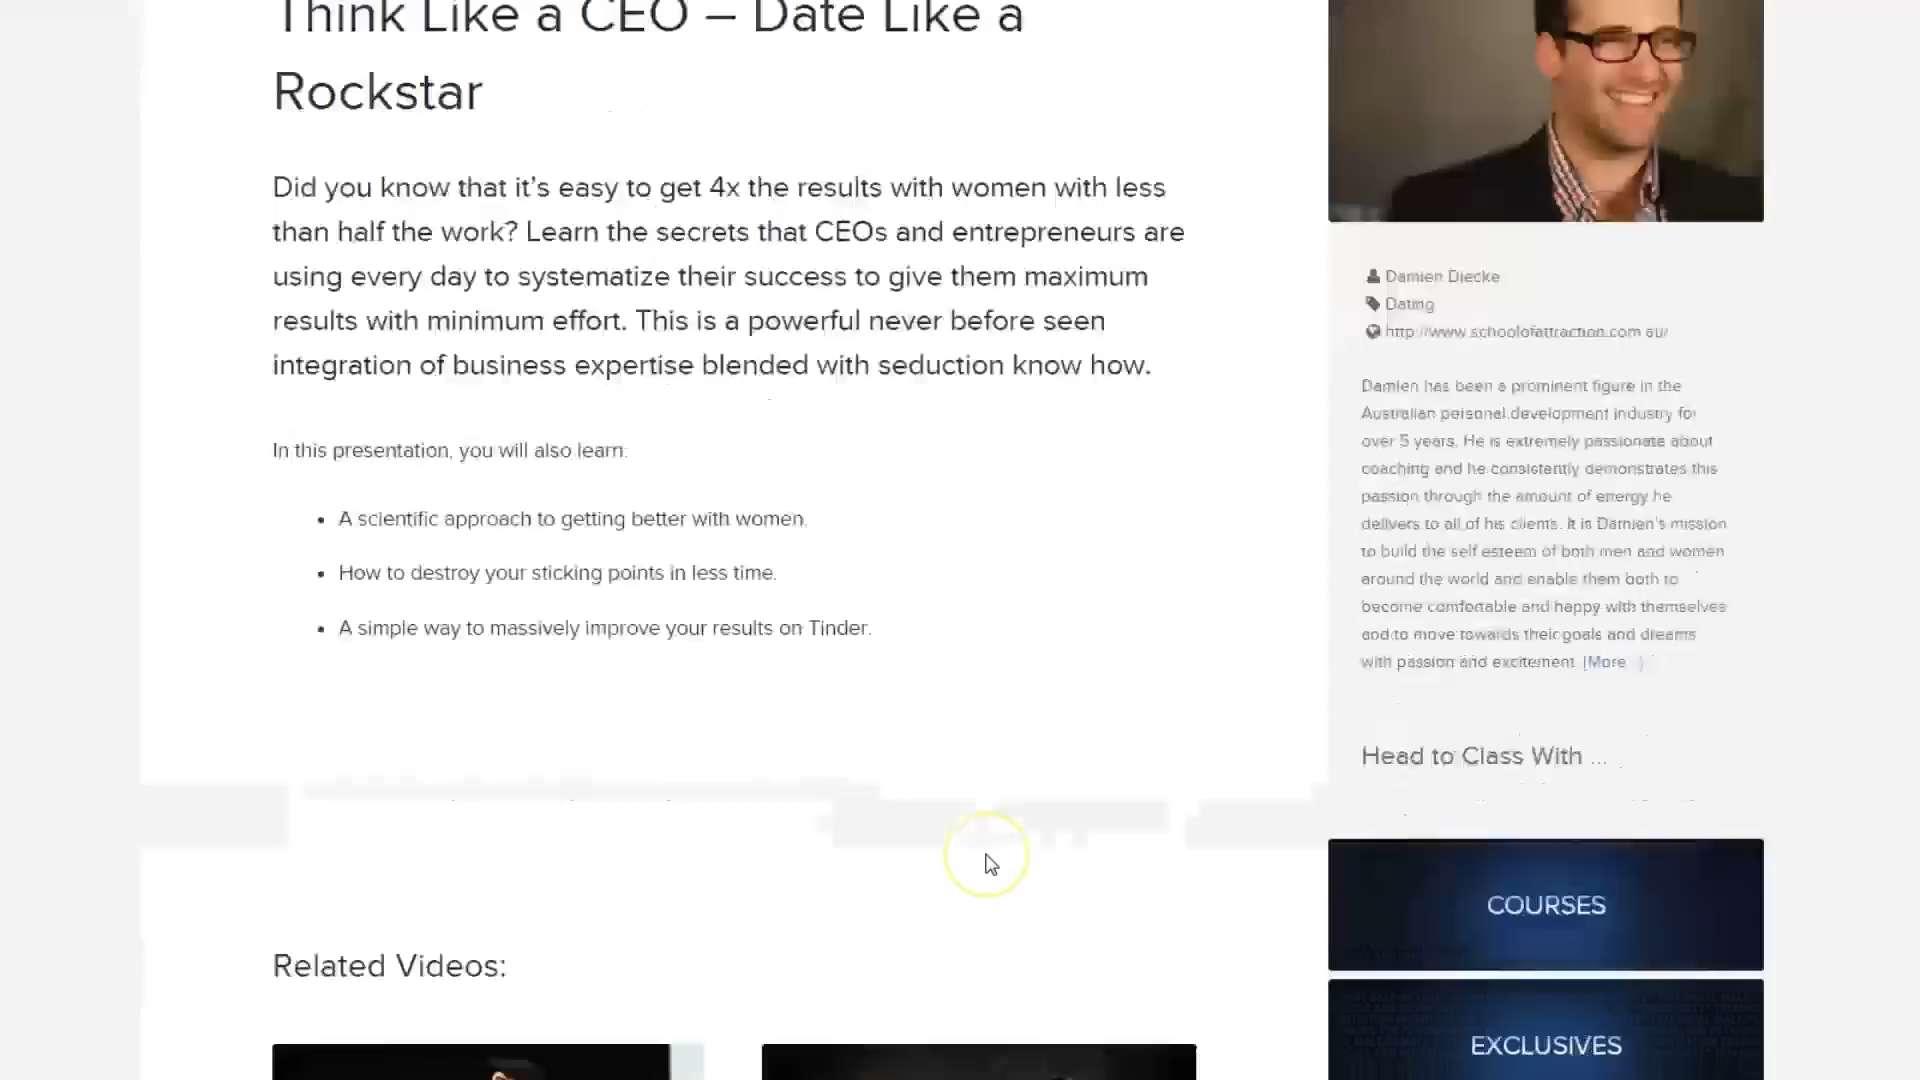 Think Like a CEO – Date Like a
Rockstar
Did you know that it's easy to get 4x the results with women with less
than half the work? Learn the secrets that CEOs and entrepreneurs are
using every day to systematize their success to give them maximum
results with minimum effort. This is a powerful never before seen
integration of business expertise blended with seduction know how.
In this presentation, you will also learn:
• A scientific approach to getting better with women.
• How to destroy your sticking points in less time.
• A simple way to massively improve your results on Tinder.
Related Videos:
Damien Diecke
Dating
http://www.schoolofattraction.com.au/
Damien has been a prominent figure in the
Australian personal development industry for
over 5 years. He is extremely passionate about
coaching and he consistently demonstrates this
passion through the amount of energy he
delivers to all of his clients. It is Damien's mission
to build the self esteem of both men and women
around the world and enable them both to
become comfortable and happy with themselves
and to move towards their goals and dreams
with passion and excitement. [More...]
Head to Class With ...
COURSES
EXCLUSIVES